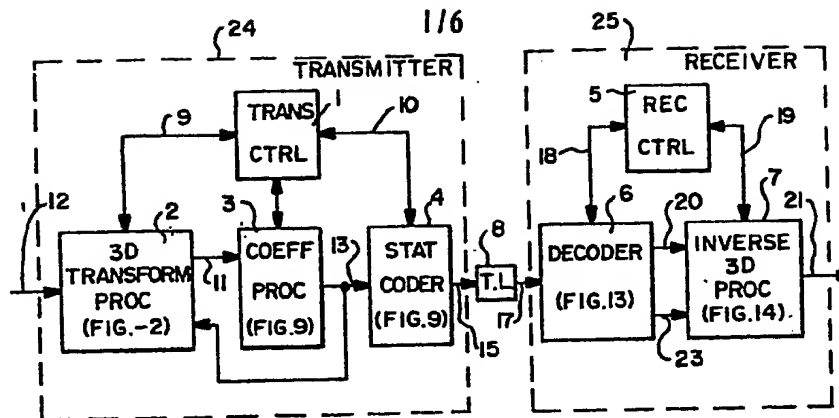 1/6
24
TRANSMITTER
25
RECEIVER
1
TRANS
CTRL
9
10
5
REC
CTRL
18
19
12
2
3D
TRANSFORM
PROC
(FIG.-2)
11
3
COEFF
PROC
(FIG.9)
13
4
STAT
CODER
(FIG.9)
15
8
T.L
17
6
DECODER
(FIG.13)
20
23
7
INVERSE
3D
PROC
(FIG.14)
21